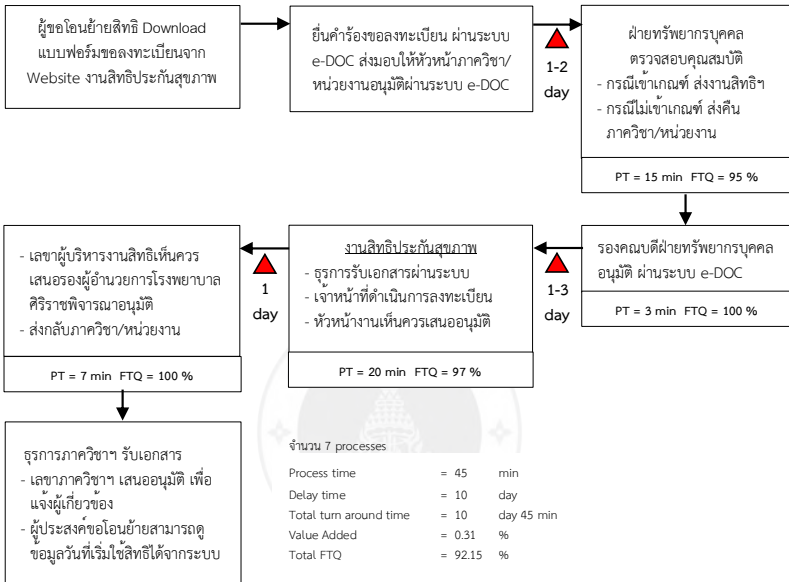 ผู้ขอโอนย้ายสิทธิ Download
แบบฟอร์มขอลงทะเบียนจาก
Website งานสิทธิประกันสุขภาพ
ยื่นคำร้องขอลงทะเบียน ผ่านระบบ
e-DOC ส่งมอบให้หัวหน้าภาควิชา/
หน่วยงานอนุมัติผ่านระบบ e-DOC
1-2
day
ฝ่ายทรัพยากรบุคคล
ตรวจสอบคุณสมบัติ
- กรณีเข้าเกณฑ์ ส่งงานสิทธิฯ
- กรณีไม่เข้าเกณฑ์ ส่งคืน
ภาควิชา/หน่วยงาน
PT = 15 min FTQ = 95 %
รองคณบดีฝ่ายทรัพยากรบุคคล
อนุมัติ ผ่านระบบ e-DOC
PT = 3 min FTQ = 100 %
1-3
day
งานสิทธิประกันสุขภาพ
- ธุรการรับเอกสารผ่านระบบ
- เจ้าหน้าที่ดำเนินการลงทะเบียน
- หัวหน้างานเห็นควรเสนออนุมัติ
PT = 20 min FTQ = 97 %
1
day
- เลขาผู้บริหารงานสิทธิเห็นควร
เสนอรองผู้อำนวยการโรงพยาบาล
ศิริราชพิจารณาอนุมัติ
- ส่งกลับภาควิชา/หน่วยงาน
PT = 7 min FTQ = 100 %
ธุรการภาควิชาฯ รับเอกสาร
- เลขาภาควิชาฯ เสนออนุมัติ เพื่อ
แจ้งผู้เกี่ยวข้อง
- ผู้ประสงค์ขอโอนย้ายสามารถดู
ข้อมูลวันที่เริ่มใช้สิทธิได้จากระบบ
จำนวน 7 processes
Process time = 45 min
Delay time = 10 day
Total turn around time = 10 day 45 min
Value Added = 0.31 %
Total FTQ = 92.15 %